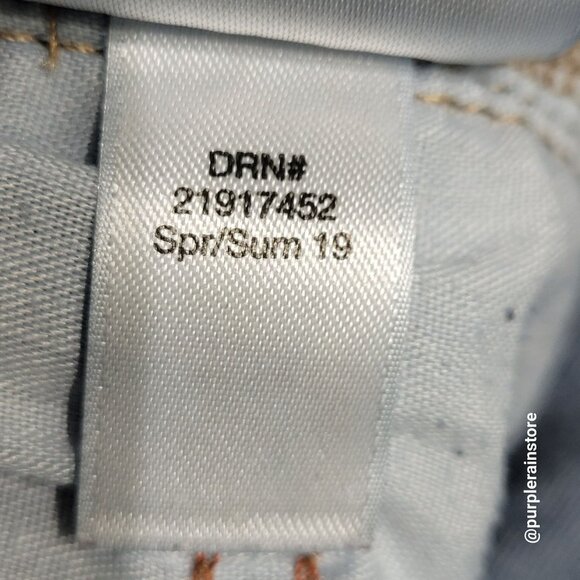 DRN#
21917452
Spr/Sum 19
@purplerainstore